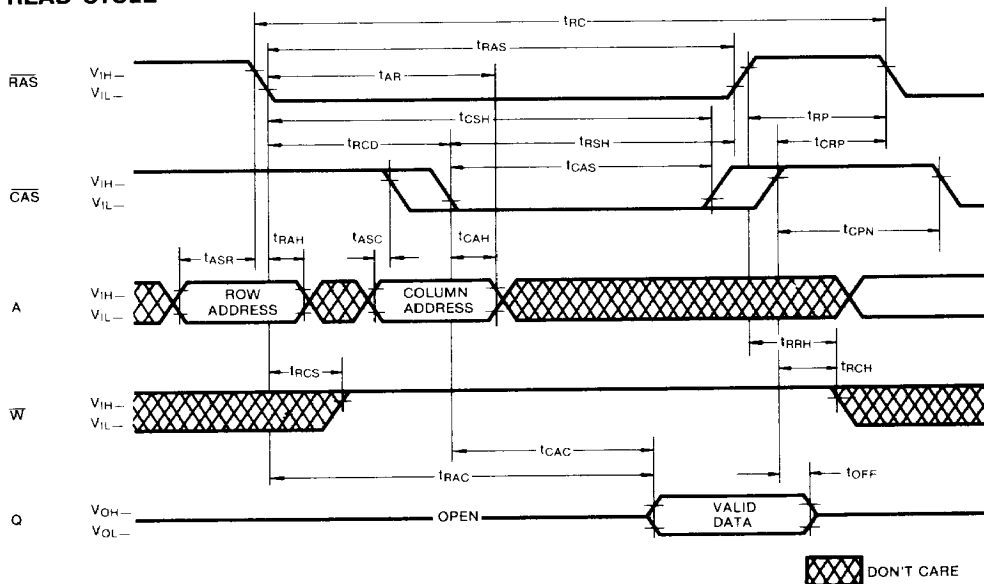 READ CYCLE
tRC
tRAS
tAR
RAS
VIH—
VIL—
tCSH
tRP
tRCD
tRSH
tCRP
tCAS
CAS
VIH—
VIL—
tRAH
tASC
tCAH
tCPN
tASR
A
VIH—
VIL—
ROW
ADDRESS
COLUMN
ADDRESS
tRRH
tRCS
tRCH
W
VIH—
VIL—
tCAC
tRAC
tOFF
Q
VOH—
VOL—
OPEN
VALID
DATA
DON'T CARE